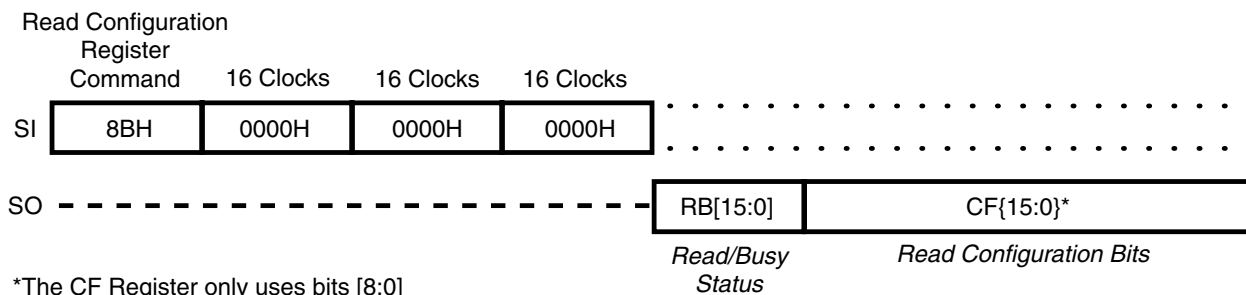 Read Configuration
Register
Command
16 Clocks
16 Clocks
16 Clocks
SI
8BH
0000H
0000H
0000H
SO
RB[15:0]
CF{15:0}*
Read/Busy
Status
Read Configuration Bits
*The CF Register only uses bits [8:0]